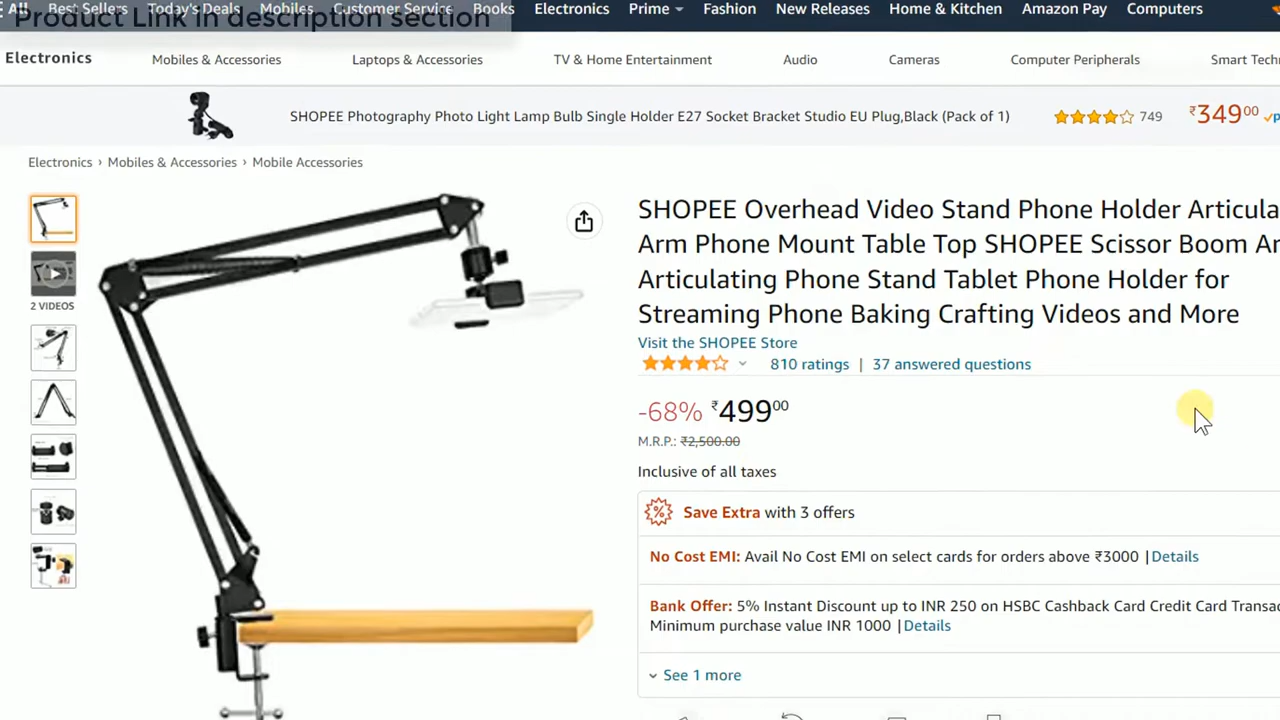 All Best Sellers Today's Deals Mobiles Customer Service Books Electronics Prime Fashion New Releases Home & Kitchen Amazon Pay Computers
Product Link in description section
Electronics Mobiles & Accessories Laptops & Accessories TV & Home Entertainment Audio Cameras Computer Peripherals Smart Tech
SHOPEE Photography Photo Light Lamp Bulb Single Holder E27 Socket Bracket Studio EU Plug,Black (Pack of 1) 749 ₹34900
Electronics › Mobiles & Accessories › Mobile Accessories
SHOPEE Overhead Video Stand Phone Holder Articula
Arm Phone Mount Table Top SHOPEE Scissor Boom Ar
Articulating Phone Stand Tablet Phone Holder for
Streaming Phone Baking Crafting Videos and More
2 VIDEOS
Visit the SHOPEE Store
810 ratings | 37 answered questions
-68% ₹49900
M.R.P.: ₹2,500.00
Inclusive of all taxes
Save Extra with 3 offers
No Cost EMI: Avail No Cost EMI on select cards for orders above ₹3000 | Details
Bank Offer: 5% Instant Discount up to INR 250 on HSBC Cashback Card Credit Card Transa
Minimum purchase value INR 1000 | Details
See 1 more